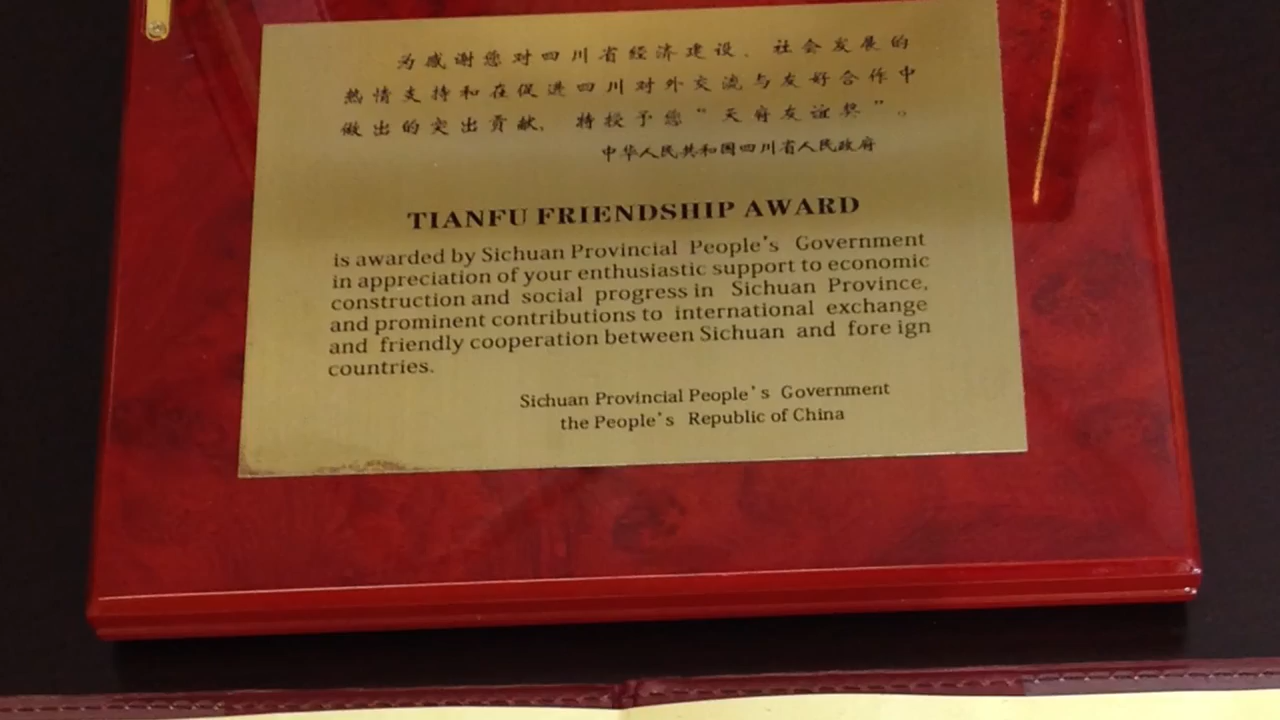 为感谢您对四川省经济建设、社会发展的
热情支持和在促进四川对外交流与友好合作中
做出的突出贡献，特授予您“天府友谊奖”。
中华人民共和国四川省人民政府
TIANFU FRIENDSHIP AWARD
is awarded by Sichuan Provincial People's Government
in appreciation of your enthusiastic support to economic
construction and social progress in Sichuan Province,
and prominent contributions to international exchange
and friendly cooperation between Sichuan and fore ign
countries.
Sichuan Provincial People's Government
the People's Republic of China